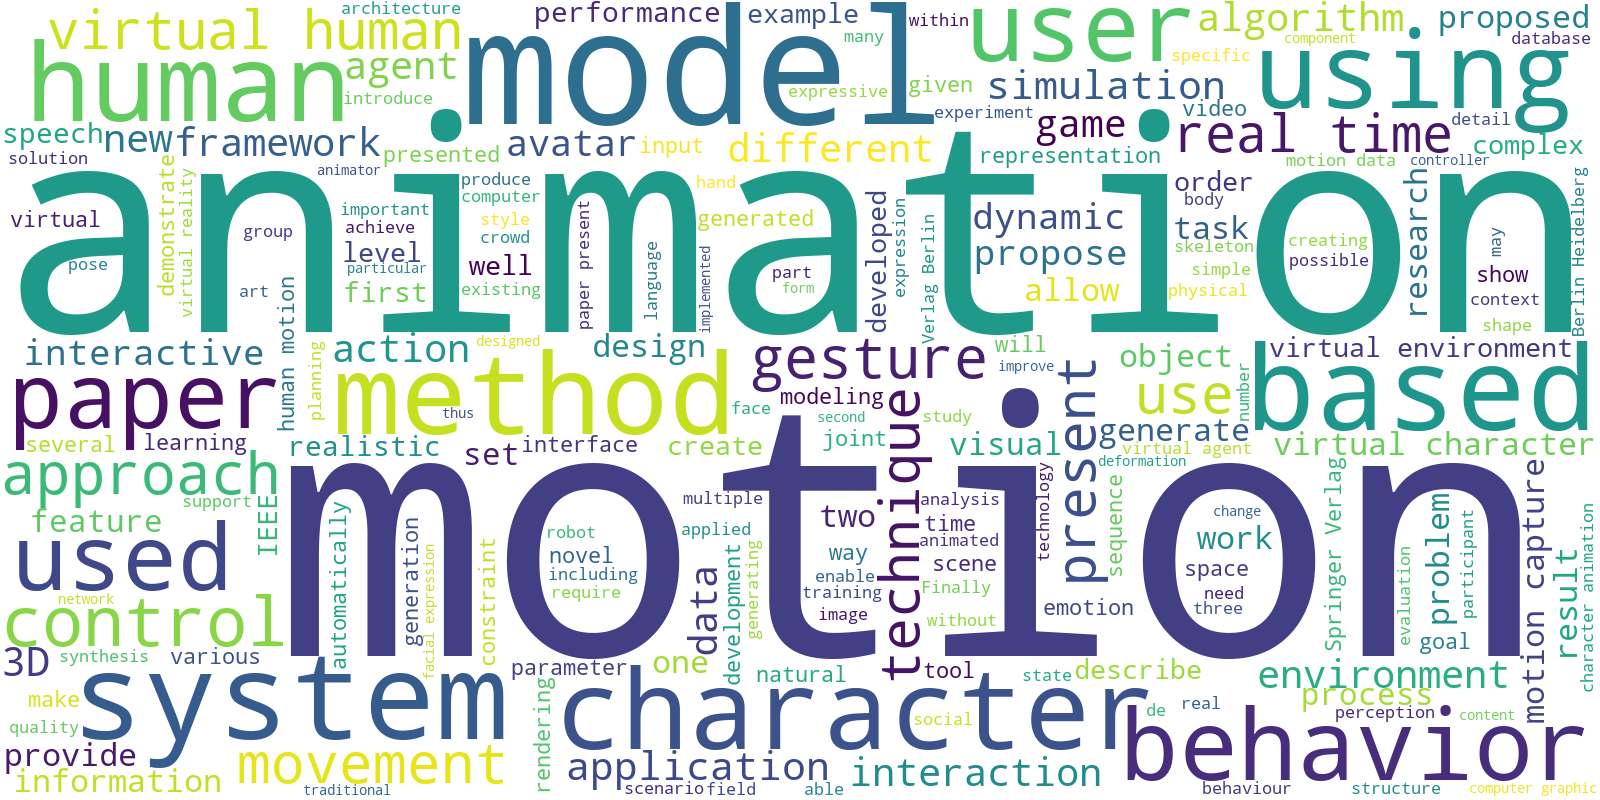 architecture
virtual human
performance
example
within
user
algorithm
proposed
component
database
many
specific
using
human
agent
model
introduce
expressive
given
simulation
experiment
video
detail
speech
new
framework
presented
avatar
input
different
game
real time
complex
representation
motion data
controller
solution
animator
animation
virtual
demonstrate
virtual reality
produce
computer
hand
order
body
research
important
achieve
style
crowd
generated
developed
expression
dynamic
task
group
level
particular
well
paper present
language
implemented
part
form
Verlag Berlin
propose
skeleton
simple
creating
possible
may
show
Berlin Heidelberg
pose
art
first
existing
allow
physical
context
shape
human motion
interactive
planning
action
designed
design
gesture
will
improve
object
virtual environment
paper
method
thus
face
modeling
second
study
technique
present
use
number
based
several
learning
realistic
set
interface
create
joint
visual
generate
virtual agent
virtual character
deformation
approach
support
feature
IEEE
motion
multiple
applied
two
analysis
time
animated
technology
sequence
change
work
Springer Verlag
problem
motion capture
used
automatically
generation
facial expression
constraint
robot
novel
including
require
data
development
generating
way
enable
training
image
scene
Finally
without
emotion
space
need
three
evaluation
participant
goal
result
character animation
network
control
3D
synthesis
various
parameter
one
natural
tool
state
describe
environment
process
make
system
character
social
de
real
perception
content
quality
provide
information
movement
rendering
application
interaction
behavior
traditional
scenario
field
able
behaviour
structure
computer graphic